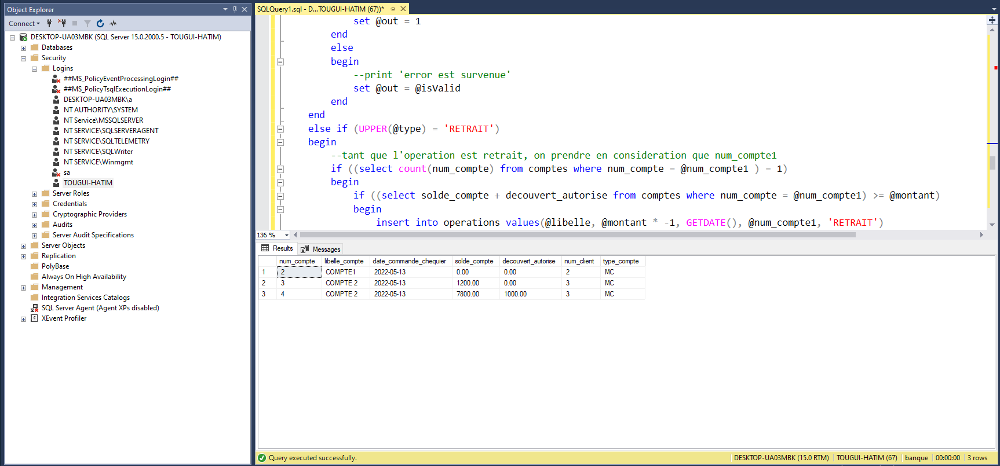 Object Explorer
Connect
DESKTOP-UA03MBK (SQL Server 15.0.2000.5 - TOUGUI-HATIM)
Databases
Security
Logins
##MS_PolicyEventProcessingLogin##
##MS_PolicyTsqlExecutionLogin##
DESKTOP-UA03MBK\a
NT AUTHORITY\SYSTEM
NT Service\MSSQLSERVER
NT SERVICE\SQLSERVERAGENT
NT SERVICE\SQLTELEMETRY
NT SERVICE\SQLWriter
NT SERVICE\Winmgmt
sa
TOUGUI-HATIM
Server Roles
Credentials
Cryptographic Providers
Audits
Server Audit Specifications
Server Objects
Replication
PolyBase
Always On High Availability
Management
Integration Services Catalogs
SQL Server Agent (Agent XPs disabled)
XEvent Profiler
SQLQuery1.sql - D...TOUGUI-HATIM (67))*
set @out = 1
end
else
begin
--print 'error est survenue'
set @out = @isValid
end
end
else if (UPPER(@type) = 'RETRAIT')
begin
--tant que l'operation est retrait, on prendre en consideration que num_compte1
if ((select count(num_compte) from comptes where num_compte = @num_compte1 ) = 1)
begin
if ((select solde_compte + decouvert_autorise from comptes where num_compte = @num_compte1) >= @montant)
begin
insert into operations values(@libelle, @montant * -1, GETDATE(), @num_compte1, 'RETRAIT')
136 %
Results Messages
num_compte libelle_compte date_commande_chequier solde_compte decouvert_autorise num_client type_compte
1 2 COMPTE1 2022-05-13 0.00 0.00 2 MC
2 3 COMPTE 2 2022-05-13 1200.00 0.00 3 MC
3 4 COMPTE 2 2022-05-13 7800.00 1000.00 3 MC
Query executed successfully. DESKTOP-UA03MBK (15.0 RTM) TOUGUI-HATIM (67) banque 00:00:00 3 rows